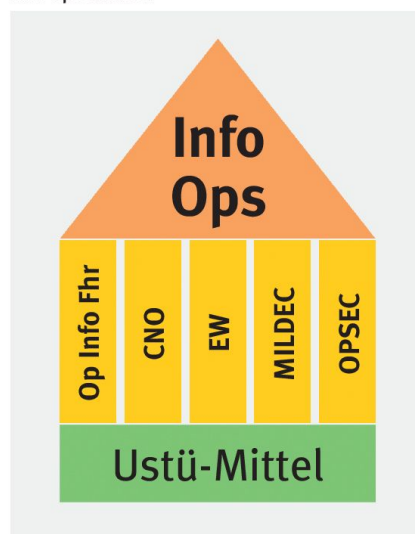 Info
Ops
Op Info Fhr
CNO
EW
MILDEC
OPSEC
Ustü-Mittel